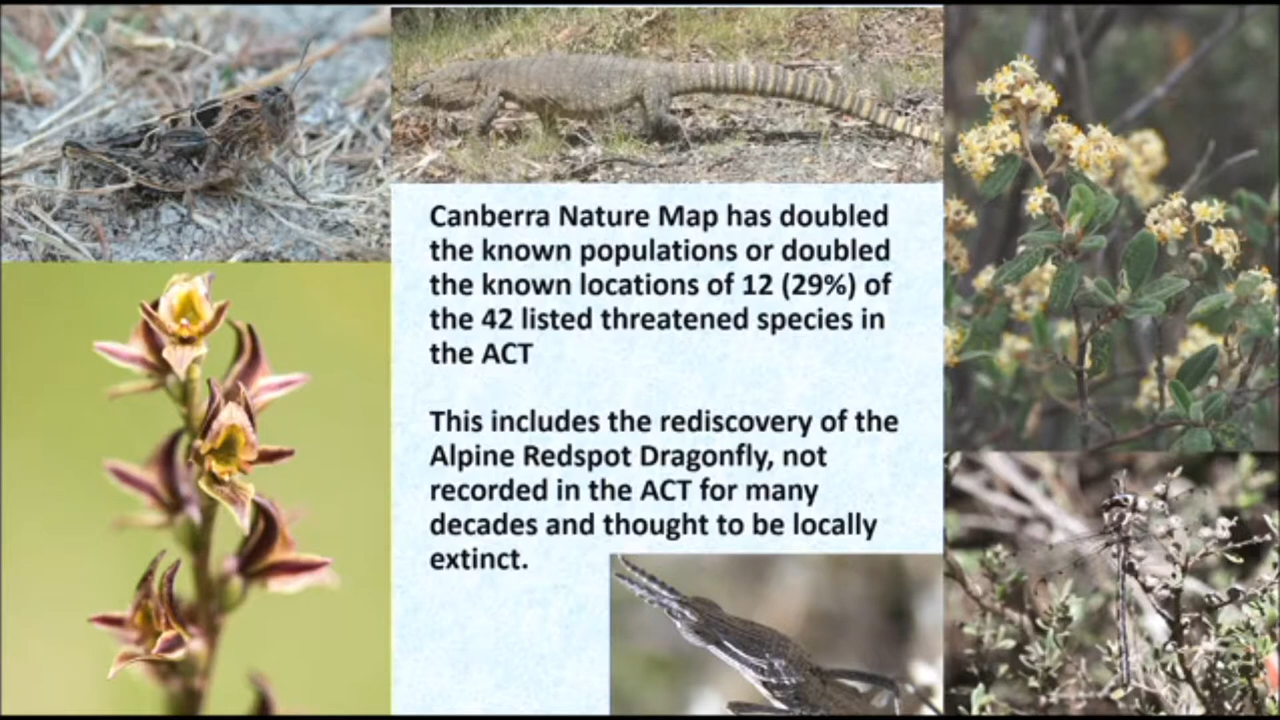 Canberra Nature Map has doubled
the known populations or doubled
the known locations of 12 (29%) of
the 42 listed threatened species in
the ACT
This includes the rediscovery of the
Alpine Redspot Dragonfly, not
recorded in the ACT for many
decades and thought to be locally
extinct.